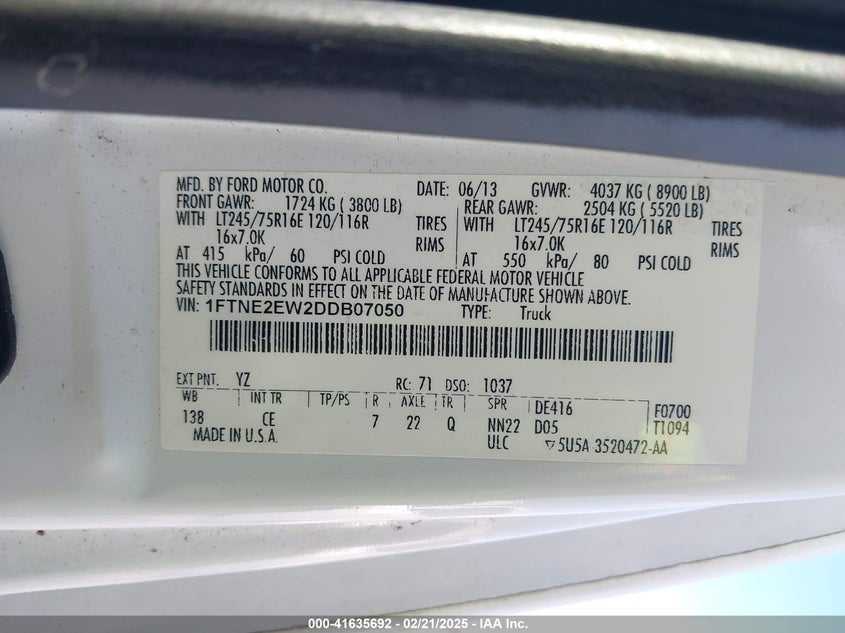 MFD. BY FORD MOTOR CO. DATE: 06/13 GVWR: 4037 KG ( 8900 LB)
FRONT GAWR: 1724 KG ( 3800 LB) REAR GAWR: 2504 KG ( 5520 LB)
WITH LT245/75R16E 120/116R TIRES WITH LT245/75R16E 120/116R TIRES
16x7.0K RIMS 16x7.0K RIMS
AT 415 kPa/ 60 PSI COLD AT 550 kPa/ 80 PSI COLD
THIS VEHICLE CONFORMS TO ALL APPLICABLE FEDERAL MOTOR VEHICLE
SAFETY STANDARDS IN EFFECT ON THE DATE OF MANUFACTURE SHOWN ABOVE.
VIN: 1FTNE2EW2DDB07050 TYPE: Truck
EXT PNT. YZ RC: 71 DSO: 1037
WB INT TR TP/PS R AXLE TR SPR DE416 F0700
138 CE 7 22 Q NN22 D05 T1094
MADE IN U.S.A. ULC ▽5U5A 3520472-AA
000-41635692 - 02/21/2025 - IAA Inc.